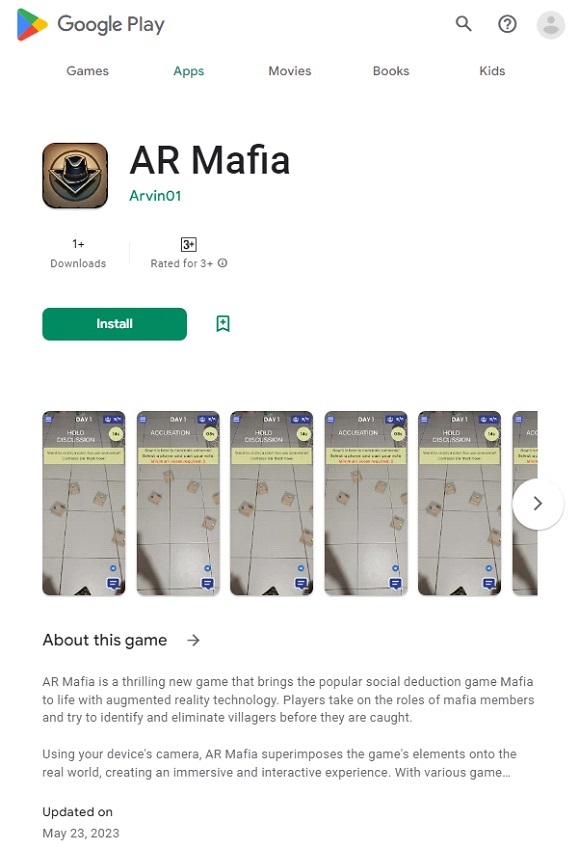 Google Play
Games
Apps
Movies
Books
Kids
AR Mafia
Arvin01
1+
Downloads
3+
Rated for 3+
Install
DAY 1
HOLD
DISCUSSION
DAY 1
ACCUSATION
DAY 1
HOLD
DISCUSSION
DAY 1
ACCUSATION
DAY 1
HOLD
DISCUSSION
About this game
AR Mafia is a thrilling new game that brings the popular social deduction game Mafia
to life with augmented reality technology. Players take on the roles of mafia members
and try to identify and eliminate villagers before they are caught.
Using your device's camera, AR Mafia superimposes the game's elements onto the
real world, creating an immersive and interactive experience. With various game…
Updated on
May 23, 2023